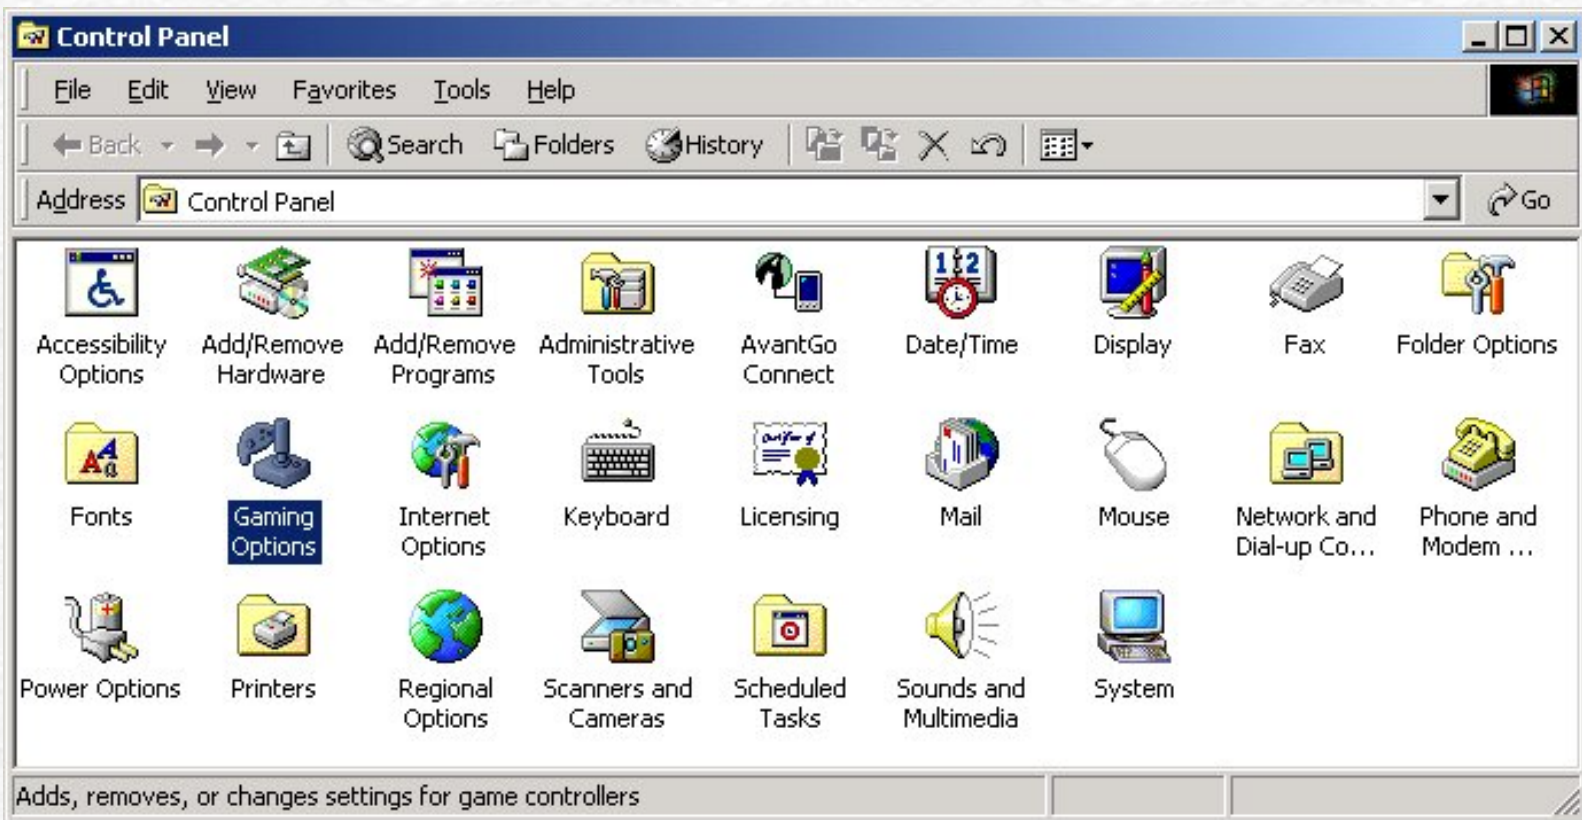 Control Panel
File Edit View Favorites Tools Help
Back Search Folders History
Address Control Panel Go
Accessibility Options
Add/Remove Hardware
Add/Remove Programs
Administrative Tools
AvantGo Connect
Date/Time
Display
Fax
Folder Options
Fonts
Gaming Options
Internet Options
Keyboard
Licensing
Mail
Mouse
Network and Dial-up Co...
Phone and Modem ...
Power Options
Printers
Regional Options
Scanners and Cameras
Scheduled Tasks
Sounds and Multimedia
System
Adds, removes, or changes settings for game controllers